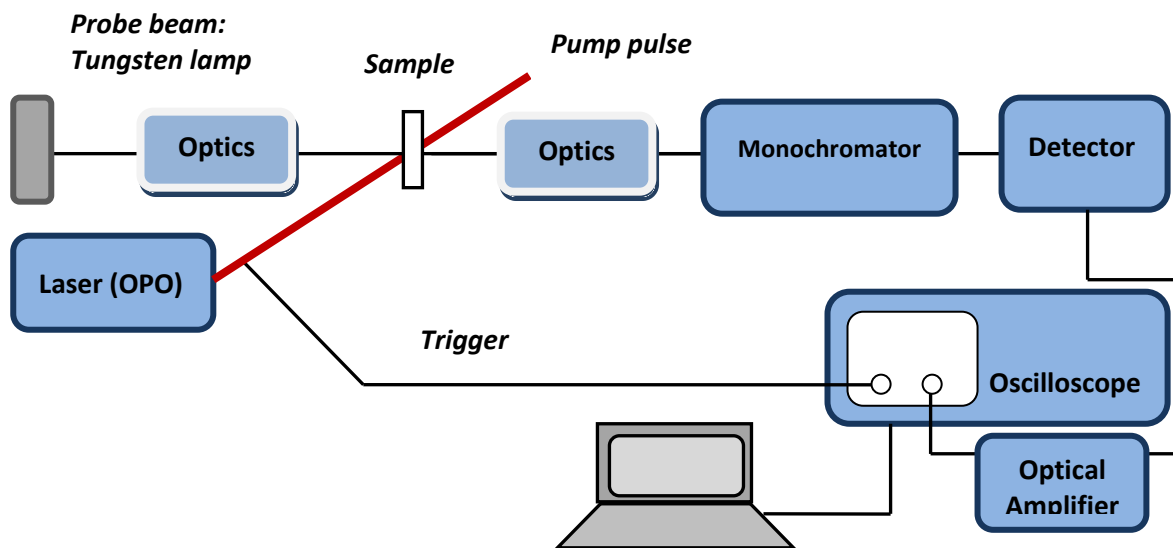 Probe beam:
Tungsten lamp
Sample
Pump pulse
Optics
Optics
Monochromator
Detector
Laser (OPO)
Trigger
Oscilloscope
Optical
Amplifier